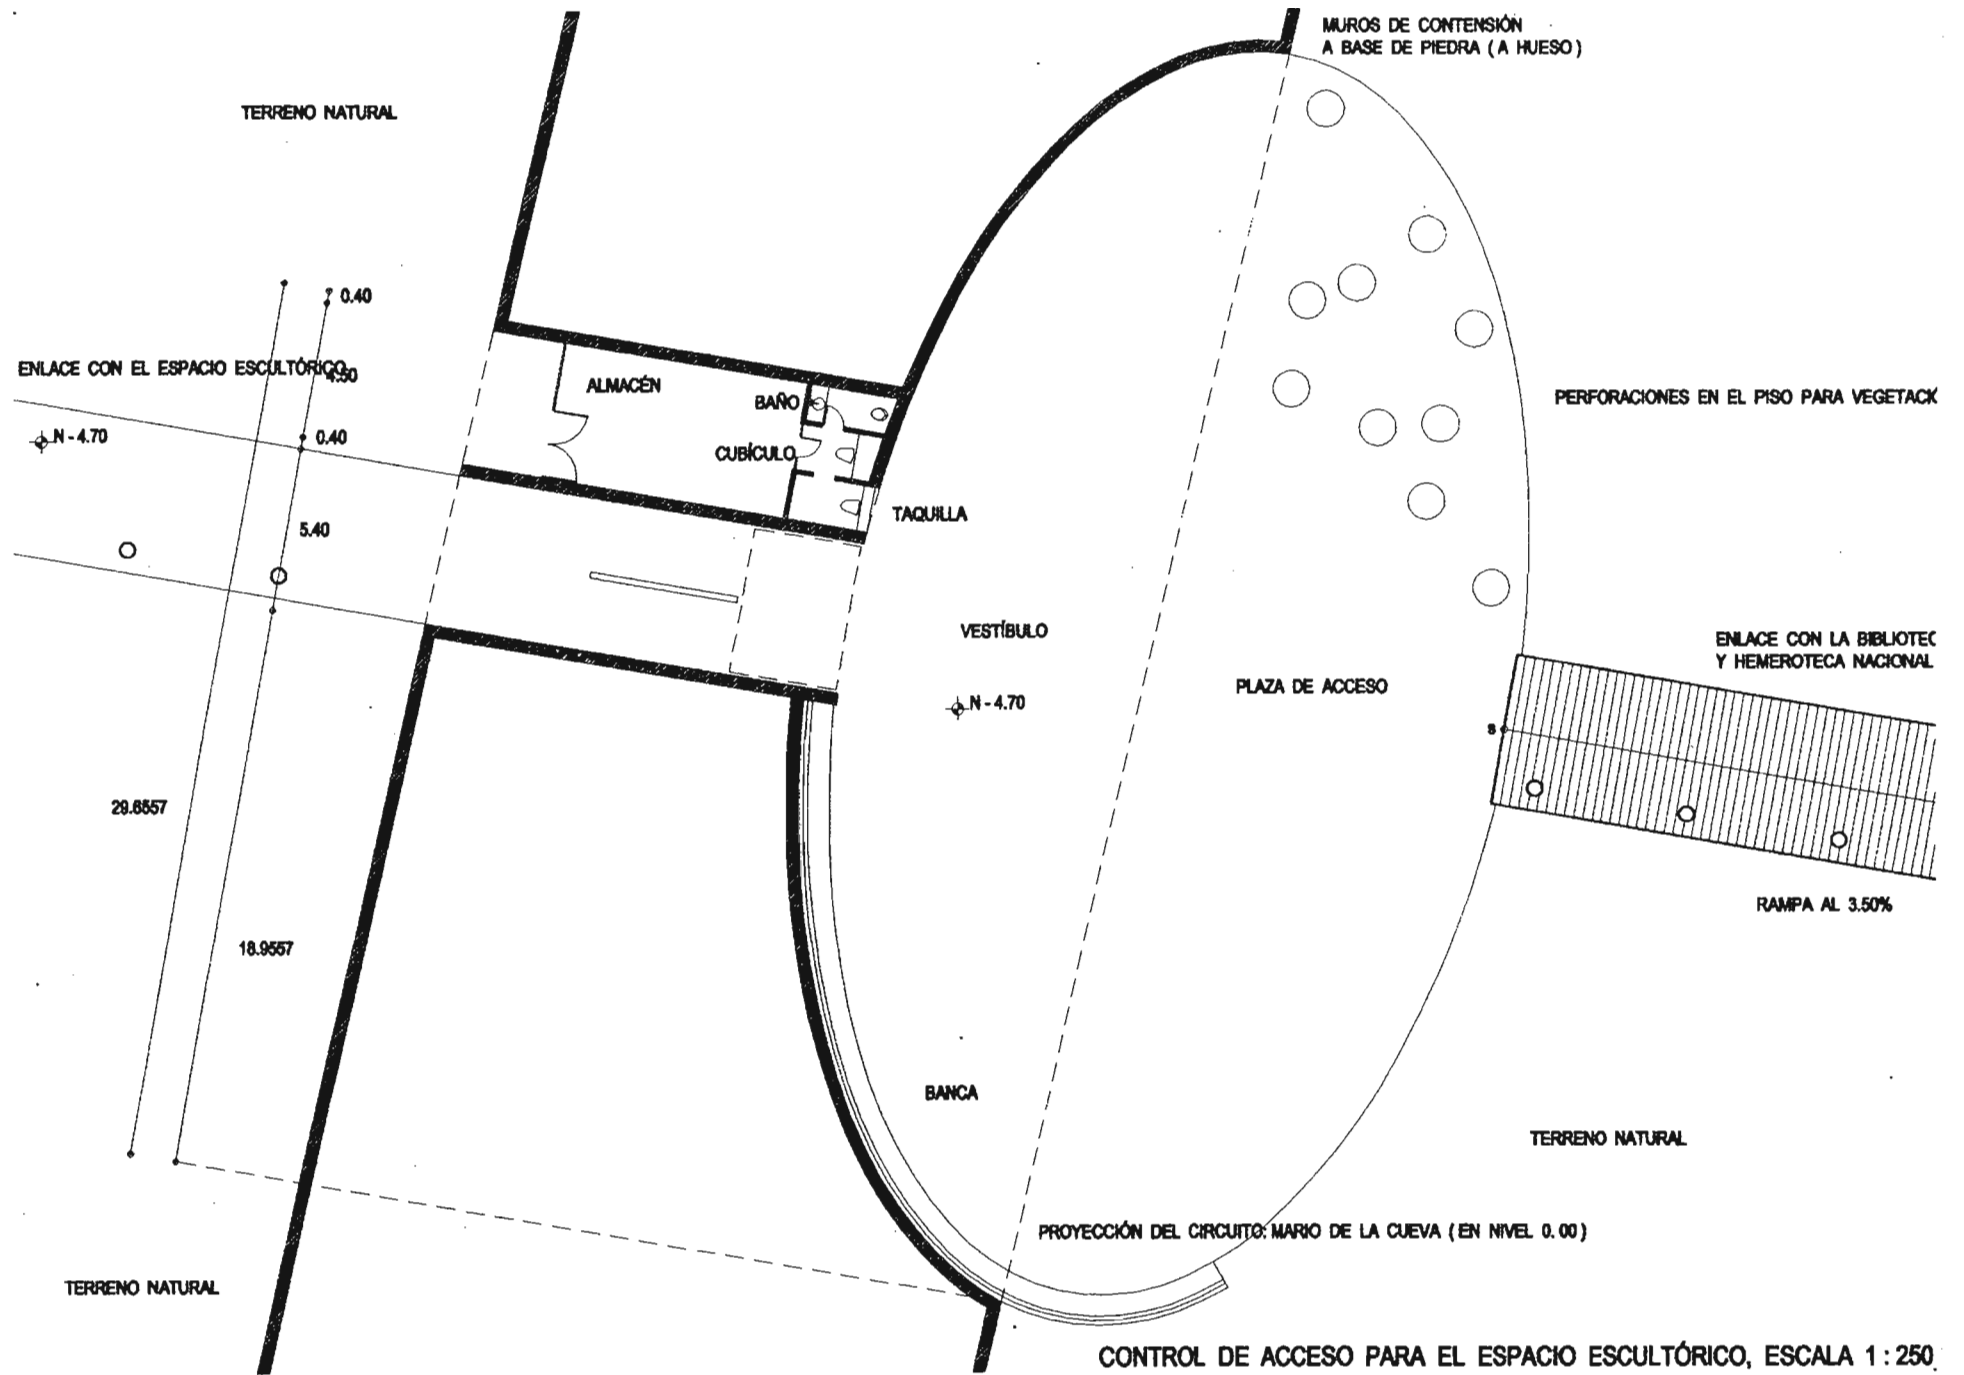 MUROS DE CONTENSIÓN
A BASE DE PIEDRA ( A HUESO )
TERRENO NATURAL
0.40
ENLACE CON EL ESPACIO ESCULTÓRICO
4.50
ALMACÉN
BAÑO
PERFORACIONES EN EL PISO PARA VEGETACI
N - 4.70
0.40
CUBÍCULO
TAQUILLA
5.40
VESTÍBULO
ENLACE CON LA BIBLIOTEC
Y HEMEROTECA NACIONAL
PLAZA DE ACCESO
N - 4.70
29.6557
RAMPA AL 3.50%
18.9557
BANCA
TERRENO NATURAL
PROYECCIÓN DEL CIRCUITO: MARIO DE LA CUEVA ( EN NIVEL 0.00 )
TERRENO NATURAL
CONTROL DE ACCESO PARA EL ESPACIO ESCULTÓRICO, ESCALA 1 : 250